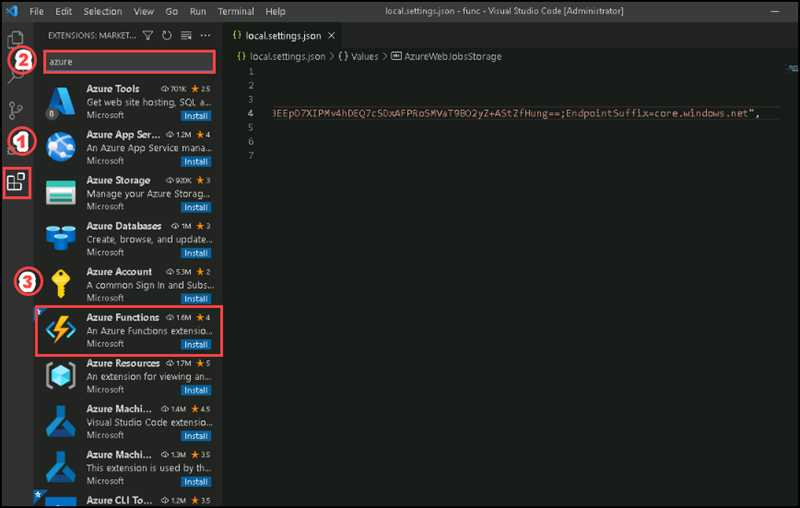 File Edit Selection View Go Run Terminal Help local.settings.json - func - Visual Studio Code [Administrator]
EXTENSIONS: MARKET...
local.settings.json
2
azure
local.settings.json > {} Values > AzureWebJobsStorage
Azure Tools 701K 2.5
Get web site hosting, SQL a...
Microsoft Install
8
Azure App Ser... 1.2M 4
An Azure App Service mana...
Microsoft Install
1
Azure Storage 920K 3
Manage your Azure Storag...
Microsoft Install
Azure Databases 1M 3
Create, browse, and update...
Microsoft Install
3
Azure Account 5.3M 2
A common Sign In and Subs...
Microsoft Install
Azure Functions 1.6M 4
An Azure Functions extensio...
Microsoft Install
Azure Resources 1.7M 5
An extension for viewing an...
Microsoft Install
Azure Machi... 1.4M 4.5
Visual Studio Code extensio...
Microsoft Install
Azure Machi... 1.3M 3.5
This extension is used by th...
Microsoft Install
Azure CLI To... 1.2M 3.5
1
2
3
4 3EEpD7XIPMv4hDEQ7cSDxAFPRoSMVaT9BO2yZ+AStZfHung==;EndpointSuffix=core.windows.net",
5
6
7